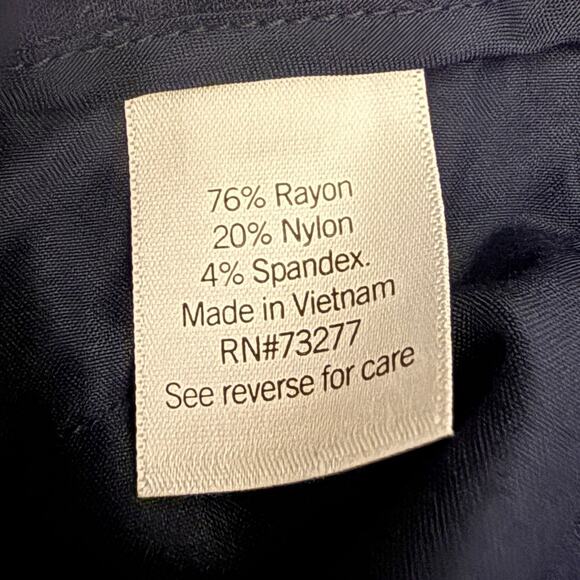 76% Rayon
20% Nylon
4% Spandex.
Made in Vietnam
RN#73277
See reverse for care